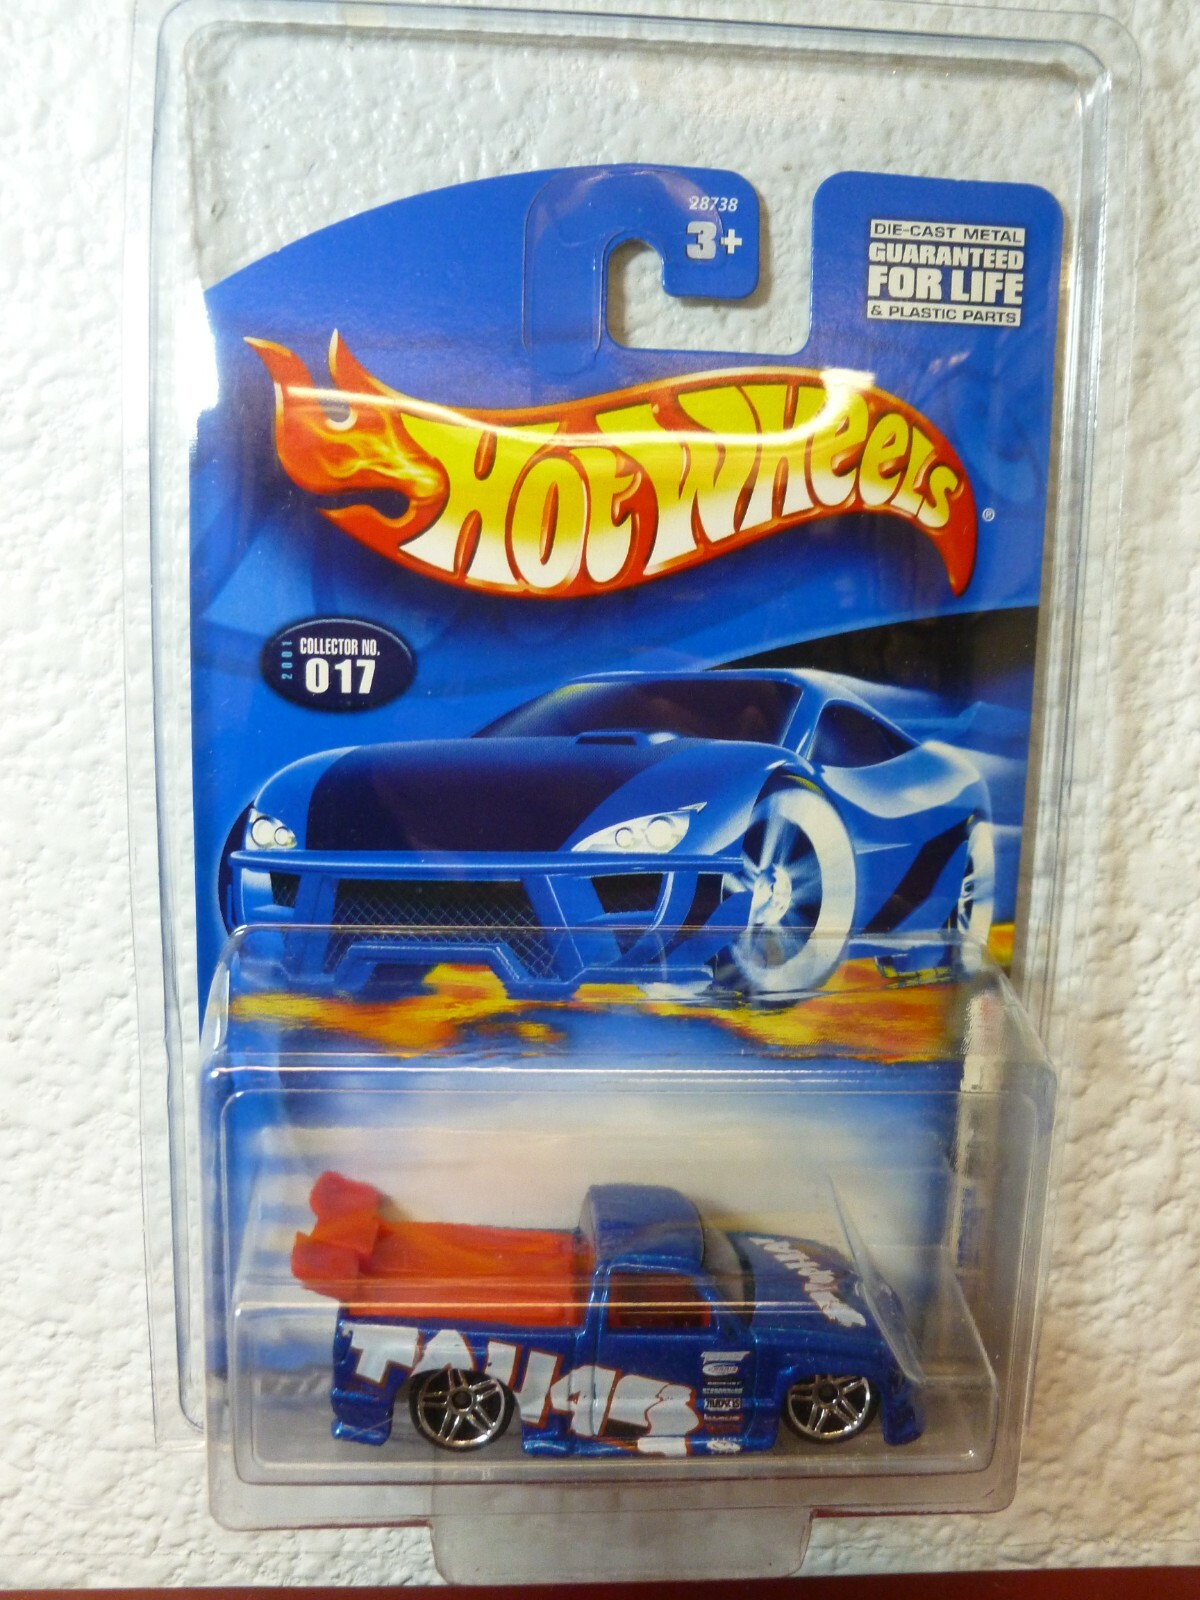 28738
3+
DIE-CAST METAL
GUARANTEED
FOR LIFE
& PLASTIC PARTS
Hot Wheels ®
2001
COLLECTOR NO.
017